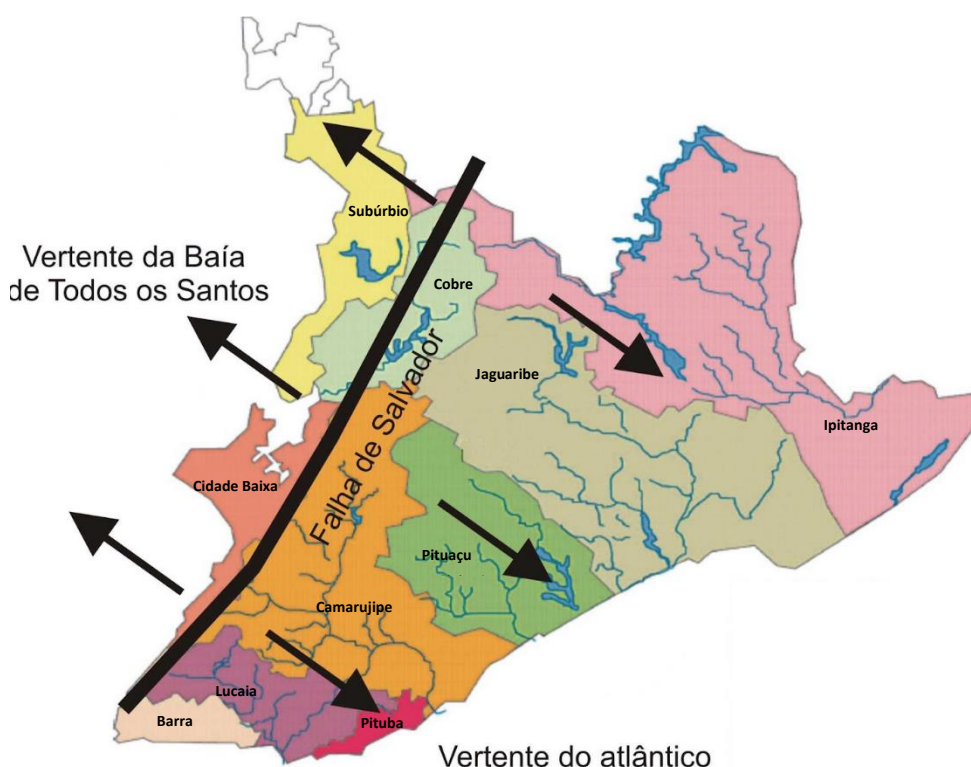 Subúrbio
Vertente da Baía
de Todos os Santos
Cobre
Falha de Salvador
Jaguaribe
Ipitanga
Cidade Baixa
Pituaçu
Camarujipe
Lucaia
Barra
Pituba
Vertente do atlântico